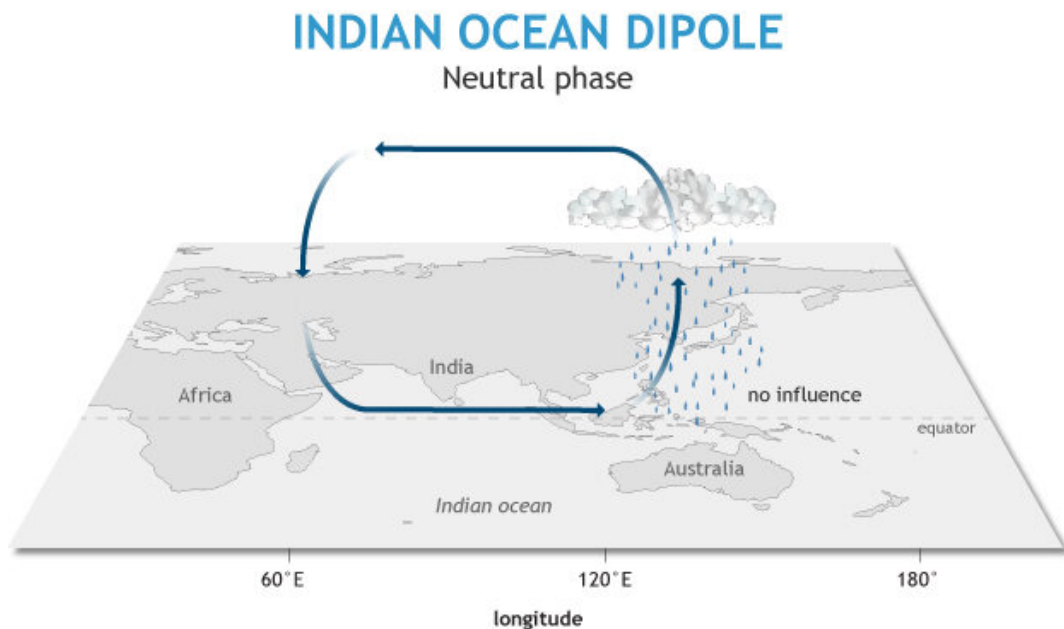 INDIAN OCEAN DIPOLE
Neutral phase
India
Africa
no influence
equator
Australia
Indian ocean
60°E
120°E
180°
longitude